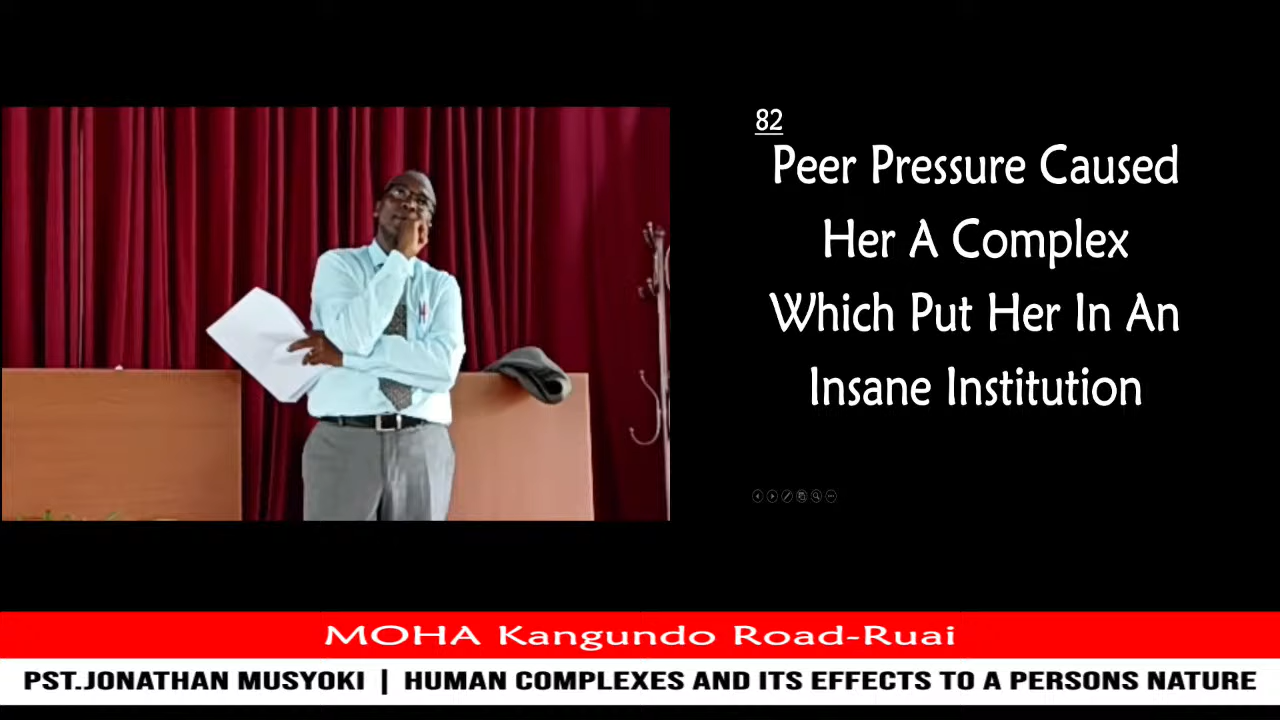 82
Peer Pressure Caused
Her A Complex
Which Put Her In An
Insane Institution
MOHA Kangundo Road-Ruai
PST.JONATHAN MUSYOKI | HUMAN COMPLEXES AND ITS EFFECTS TO A PERSONS NATURE